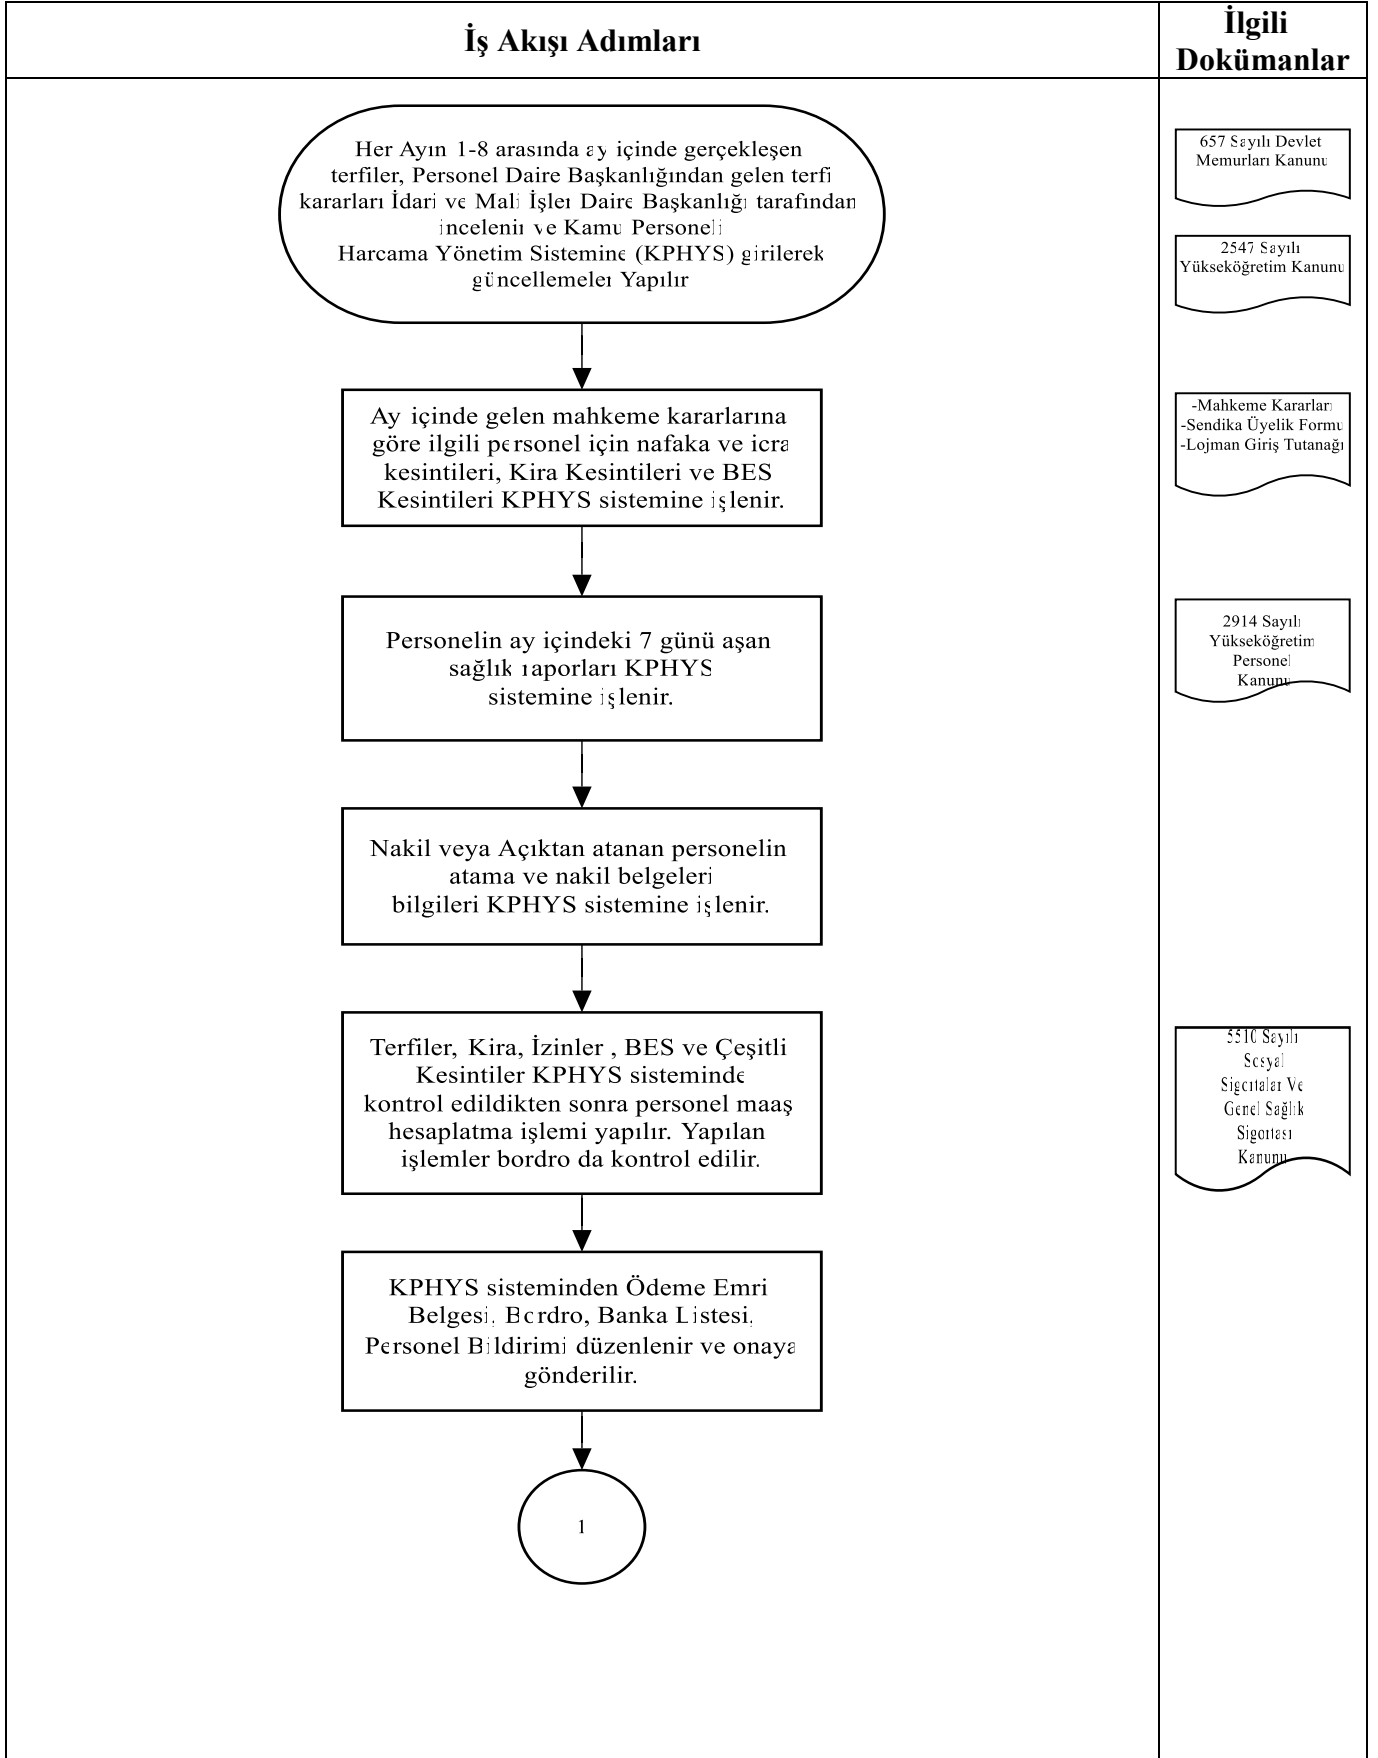 İş Akışı Adımları
İlgili
Dokümanlar
Her Ayın 1-8 arasında ay içinde gerçekleşen
terfiler, Personel Daire Başkanlığından gelen terfi
kararları İdari ve Mali İşler Daire Başkanlığı tarafından
incelenir ve Kamu Personeli
Harcama Yönetim Sistemine (KPHYS) girilerek
güncellemeler Yapılır
657 Sayılı Devlet
Memurları Kanunu
2547 Sayılı
Yükseköğretim Kanunu
Ay içinde gelen mahkeme kararlarına
göre ilgili personel için nafaka ve icra
kesintileri, Kira Kesintileri ve BES
Kesintileri KPHYS sistemine işlenir.
-Mahkeme Kararları
-Sendika Üyelik Formu
-Lojman Giriş Tutanağı
Personelin ay içindeki 7 günü aşan
sağlık raporları KPHYS
sistemine işlenir.
2914 Sayılı
Yükseköğretim
Personel
Kanunu
Nakil veya Açıktan atanan personelin
atama ve nakil belgeleri
bilgileri KPHYS sistemine işlenir.
Terfiler, Kira, İzinler , BES ve Çeşitli
Kesintiler KPHYS sisteminde
kontrol edildikten sonra personel maaş
hesaplatma işlemi yapılır. Yapılan
işlemler bordro da kontrol edilir.
5510 Sayılı
Sosyal
Sigortalar Ve
Genel Sağlık
Sigortası
Kanunu
KPHYS sisteminden Ödeme Emri
Belgesi, Bordro, Banka Listesi,
Personel Bildirimi düzenlenir ve onaya
gönderilir.
1